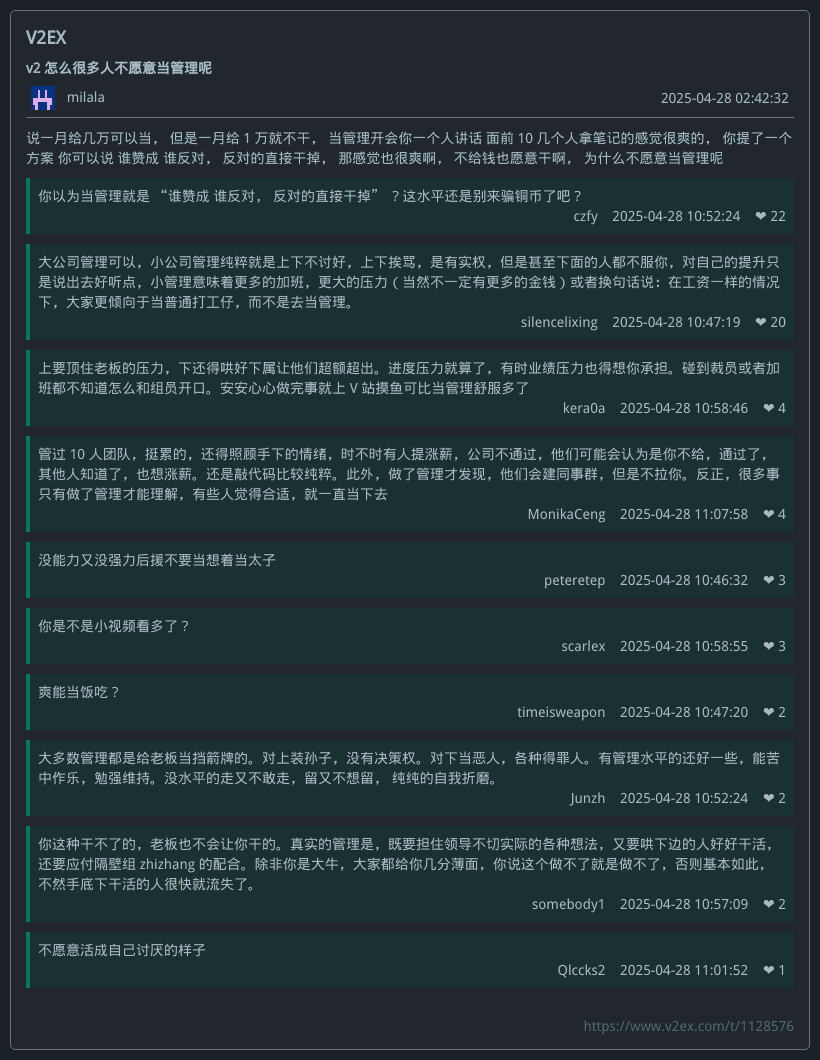 V2EX
v2 怎么很多人不愿意当管理呢
milala
2025-04-28 02:42:32
说一月给几万可以当， 但是一月给 1 万就不干， 当管理开会你一个人讲话 面前 10 几个人拿笔记的感觉很爽的， 你提了一个
方案 你可以说 谁赞成 谁反对， 反对的直接干掉， 那感觉也很爽啊， 不给钱也愿意干啊， 为什么不愿意当管理呢
你以为当管理就是 “谁赞成 谁反对， 反对的直接干掉” ？这水平还是别来骗铜币了吧？
czfy 2025-04-28 10:52:24 ❤ 22
大公司管理可以，小公司管理纯粹就是上下不讨好，上下挨骂，是有实权，但是甚至下面的人都不服你，对自己的提升只
是说出去好听点，小管理意味着更多的加班，更大的压力（当然不一定有更多的金钱）或者换句话说：在工资一样的情况
下，大家更倾向于当普通打工仔，而不是去当管理。
silencelixing 2025-04-28 10:47:19 ❤ 20
上要顶住老板的压力，下还得哄好下属让他们超额超出。进度压力就算了，有时业绩压力也得想你承担。碰到裁员或者加
班都不知道怎么和组员开口。安安心心做完事就上 V 站摸鱼可比当管理舒服多了
kera0a 2025-04-28 10:58:46 ❤ 4
管过 10 人团队，挺累的，还得照顾手下的情绪，时不时有人提涨薪，公司不通过，他们可能会认为是你不给，通过了，
其他人知道了，也想涨薪。还是敲代码比较纯粹。此外，做了管理才发现，他们会建同事群，但是不拉你。反正，很多事
只有做了管理才能理解，有些人觉得合适，就一直当下去
MonikaCeng 2025-04-28 11:07:58 ❤ 4
没能力又没强力后援不要当想着当太子
peteretep 2025-04-28 10:46:32 ❤ 3
你是不是小视频看多了？
scarlex 2025-04-28 10:58:55 ❤ 3
爽能当饭吃？
timeisweapon 2025-04-28 10:47:20 ❤ 2
大多数管理都是给老板当挡箭牌的。对上装孙子，没有决策权。对下当恶人，各种得罪人。有管理水平的还好一些，能苦
中作乐，勉强维持。没水平的走又不敢走，留又不想留， 纯纯的自我折磨。
Junzh 2025-04-28 10:52:24 ❤ 2
你这种干不了的，老板也不会让你干的。真实的管理是，既要担住领导不切实际的各种想法，又要哄下边的人好好干活，
还要应付隔壁组 zhizhang 的配合。除非你是大牛，大家都给你几分薄面，你说这个做不了就是做不了，否则基本如此，
不然手底下干活的人很快就流失了。
somebody1 2025-04-28 10:57:09 ❤ 2
不愿意活成自己讨厌的样子
Qlccks2 2025-04-28 11:01:52 ❤ 1
https://www.v2ex.com/t/1128576